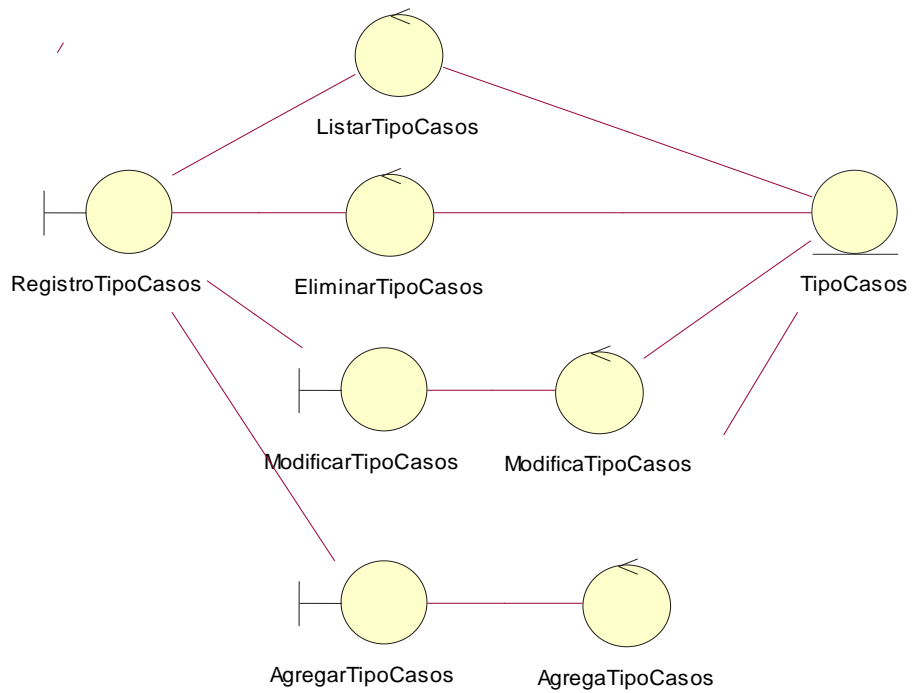 ListarTipoCasos
RegistroTipoCasos
EliminarTipoCasos
TipoCasos
ModificarTipoCasos
ModificaTipoCasos
AgregarTipoCasos
AgregaTipoCasos